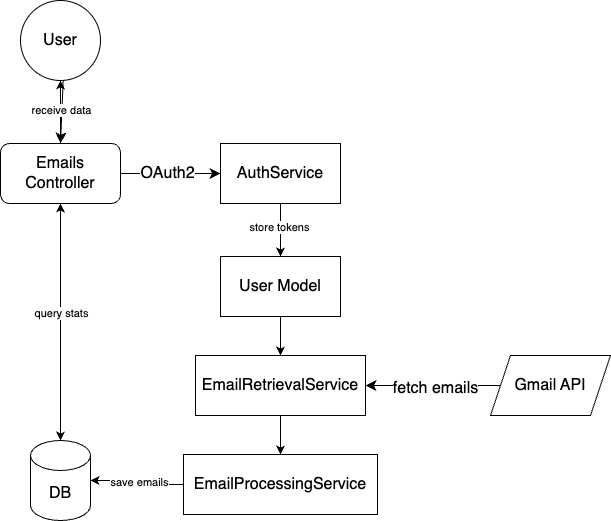 User
receive data
Emails
Controller
OAuth2
AuthService
store tokens
User Model
query stats
EmailRetrievalService
fetch emails
Gmail API
DB
save emails
EmailProcessingService